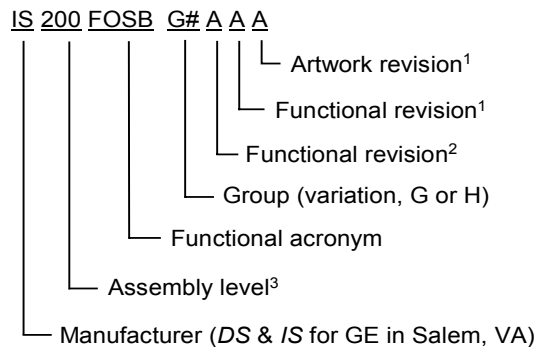 IS 200 FOSB G# A A A
Artwork revision¹
Functional revision¹
Functional revision²
Group (variation, G or H)
Functional acronym
Assembly level³
Manufacturer (DS & IS for GE in Salem, VA)